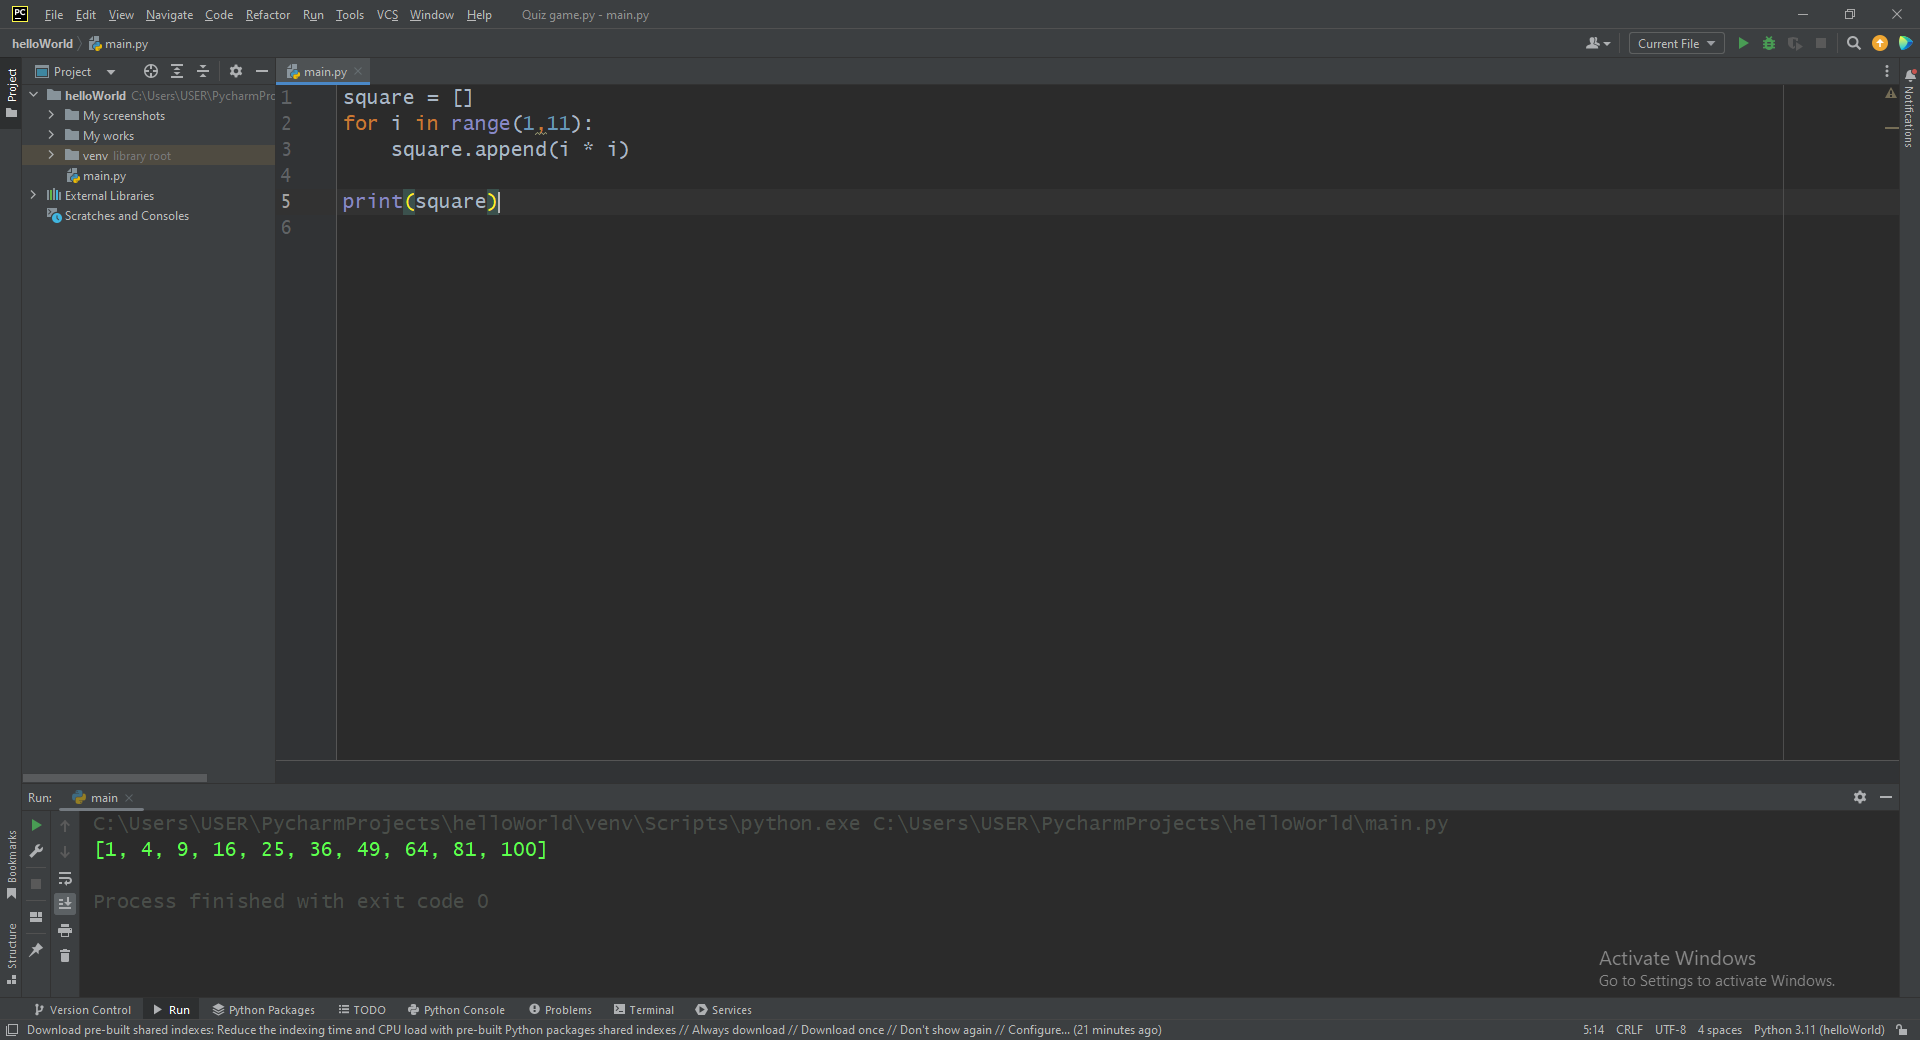 PC File Edit View Navigate Code Refactor Run Tools VCS Window Help Quiz game.py - main.py
helloWorld main.py Current File
Project
main.py
helloWorld C:\Users\USER\PycharmPro
My screenshots
My works
venv library root
main.py
External Libraries
Scratches and Consoles
Project
Bookmarks
Structure
Notifications
1 square = []
2 for i in range(1,11):
3 square.append(i * i)
4
5 print(square)
6
Run: main
C:\Users\USER\PycharmProjects\helloWorld\venv\Scripts\python.exe C:\Users\USER\PycharmProjects\helloWorld\main.py
[1, 4, 9, 16, 25, 36, 49, 64, 81, 100]
Process finished with exit code 0
Activate Windows
Go to Settings to activate Windows.
Version Control Run Python Packages TODO Python Console Problems Terminal Services
Download pre-built shared indexes: Reduce the indexing time and CPU load with pre-built Python packages shared indexes // Always download // Download once // Don't show again // Configure... (21 minutes ago) 5:14 CRLF UTF-8 4 spaces Python 3.11 (helloWorld)